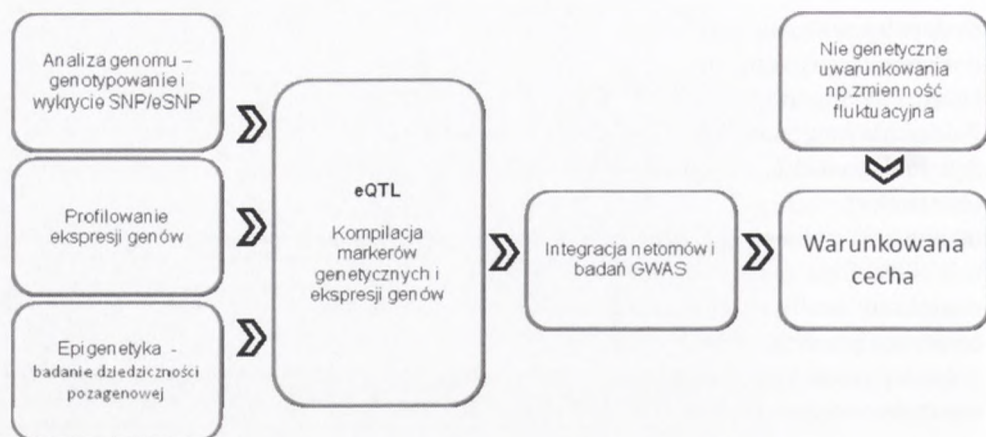 Analiza genomu –
genotypowanie i
wykrycie SNP/eSNP
Profilowanie
ekspresji genów
Epigenetyka -
badanie dziedziczności
pozagenowej
eQTL
Kompilacja
markerów
genetycznych i
ekspresji genów
Integracja netomów i
badań GWAS
Nie genetyczne
uwarunkowania
np zmienność
fluktuacyjna
Warunkowana
cecha